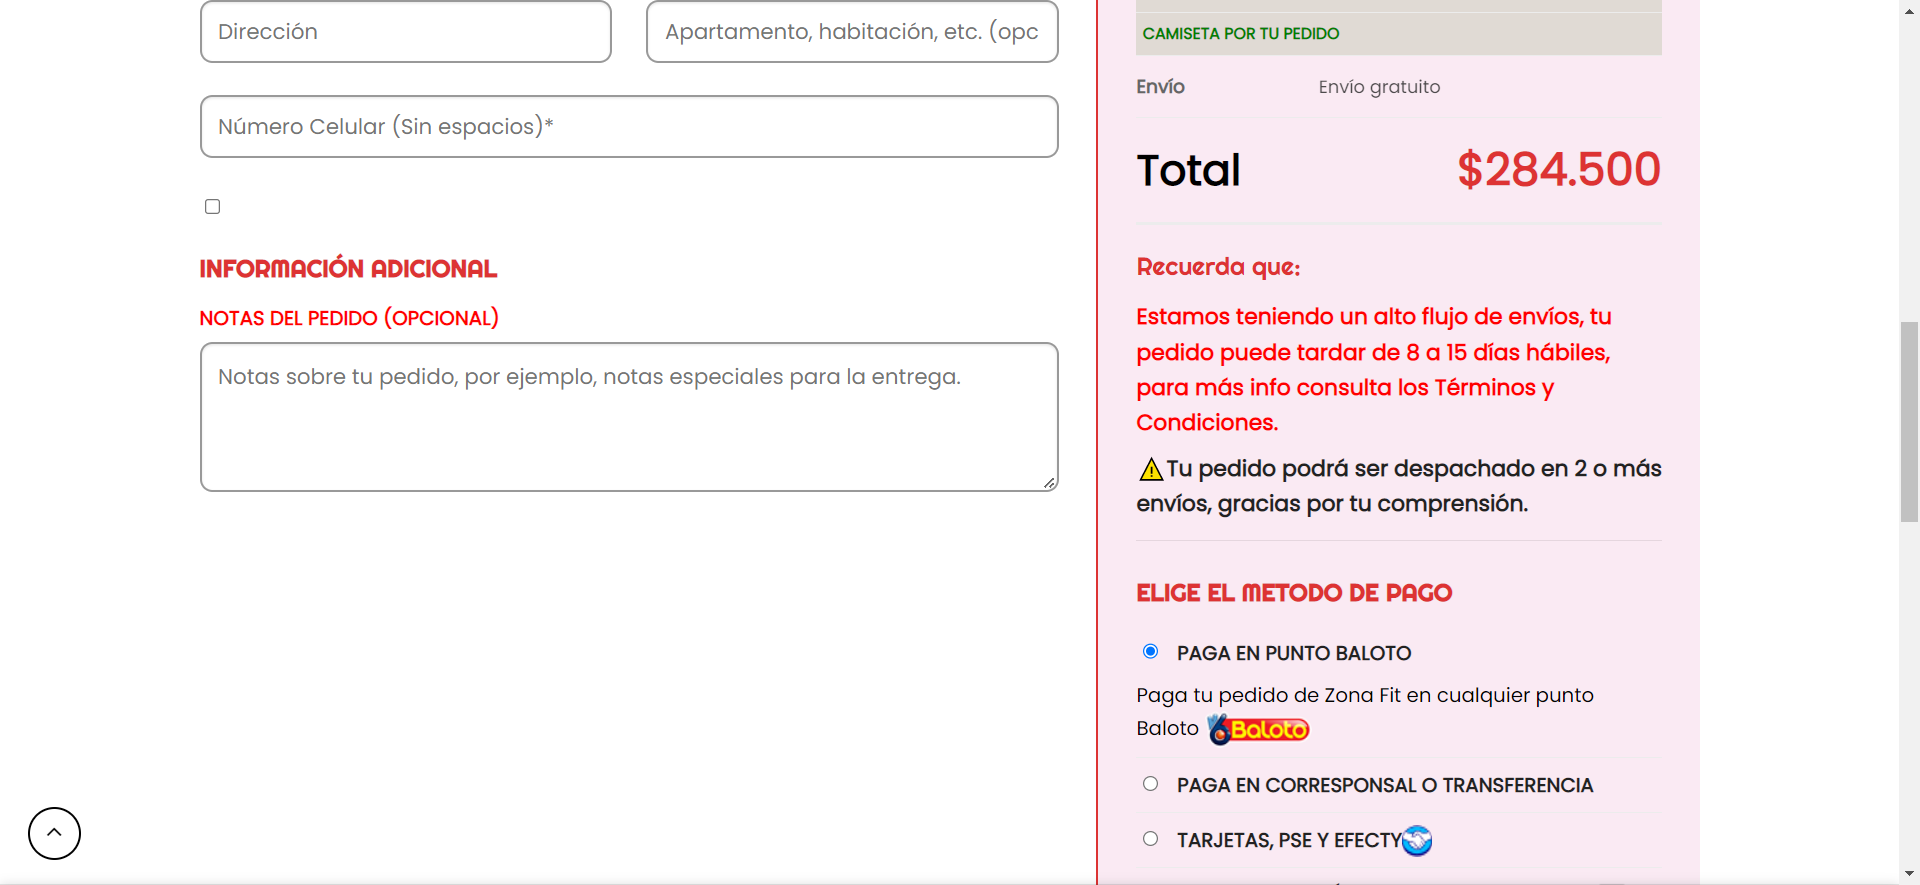 Dirección
Apartamento, habitación, etc. (opc
Número Celular (Sin espacios)*
INFORMACIÓN ADICIONAL
NOTAS DEL PEDIDO (OPCIONAL)
Notas sobre tu pedido, por ejemplo, notas especiales para la entrega.
CAMISETA POR TU PEDIDO
Envío Envío gratuito
Total $284.500
Recuerda que:
Estamos teniendo un alto flujo de envíos, tu
pedido puede tardar de 8 a 15 días hábiles,
para más info consulta los Términos y
Condiciones.
Tu pedido podrá ser despachado en 2 o más
envíos, gracias por tu comprensión.
ELIGE EL METODO DE PAGO
PAGA EN PUNTO BALOTO
Paga tu pedido de Zona Fit en cualquier punto
Baloto Baloto
PAGA EN CORRESPONSAL O TRANSFERENCIA
TARJETAS, PSE Y EFECTY